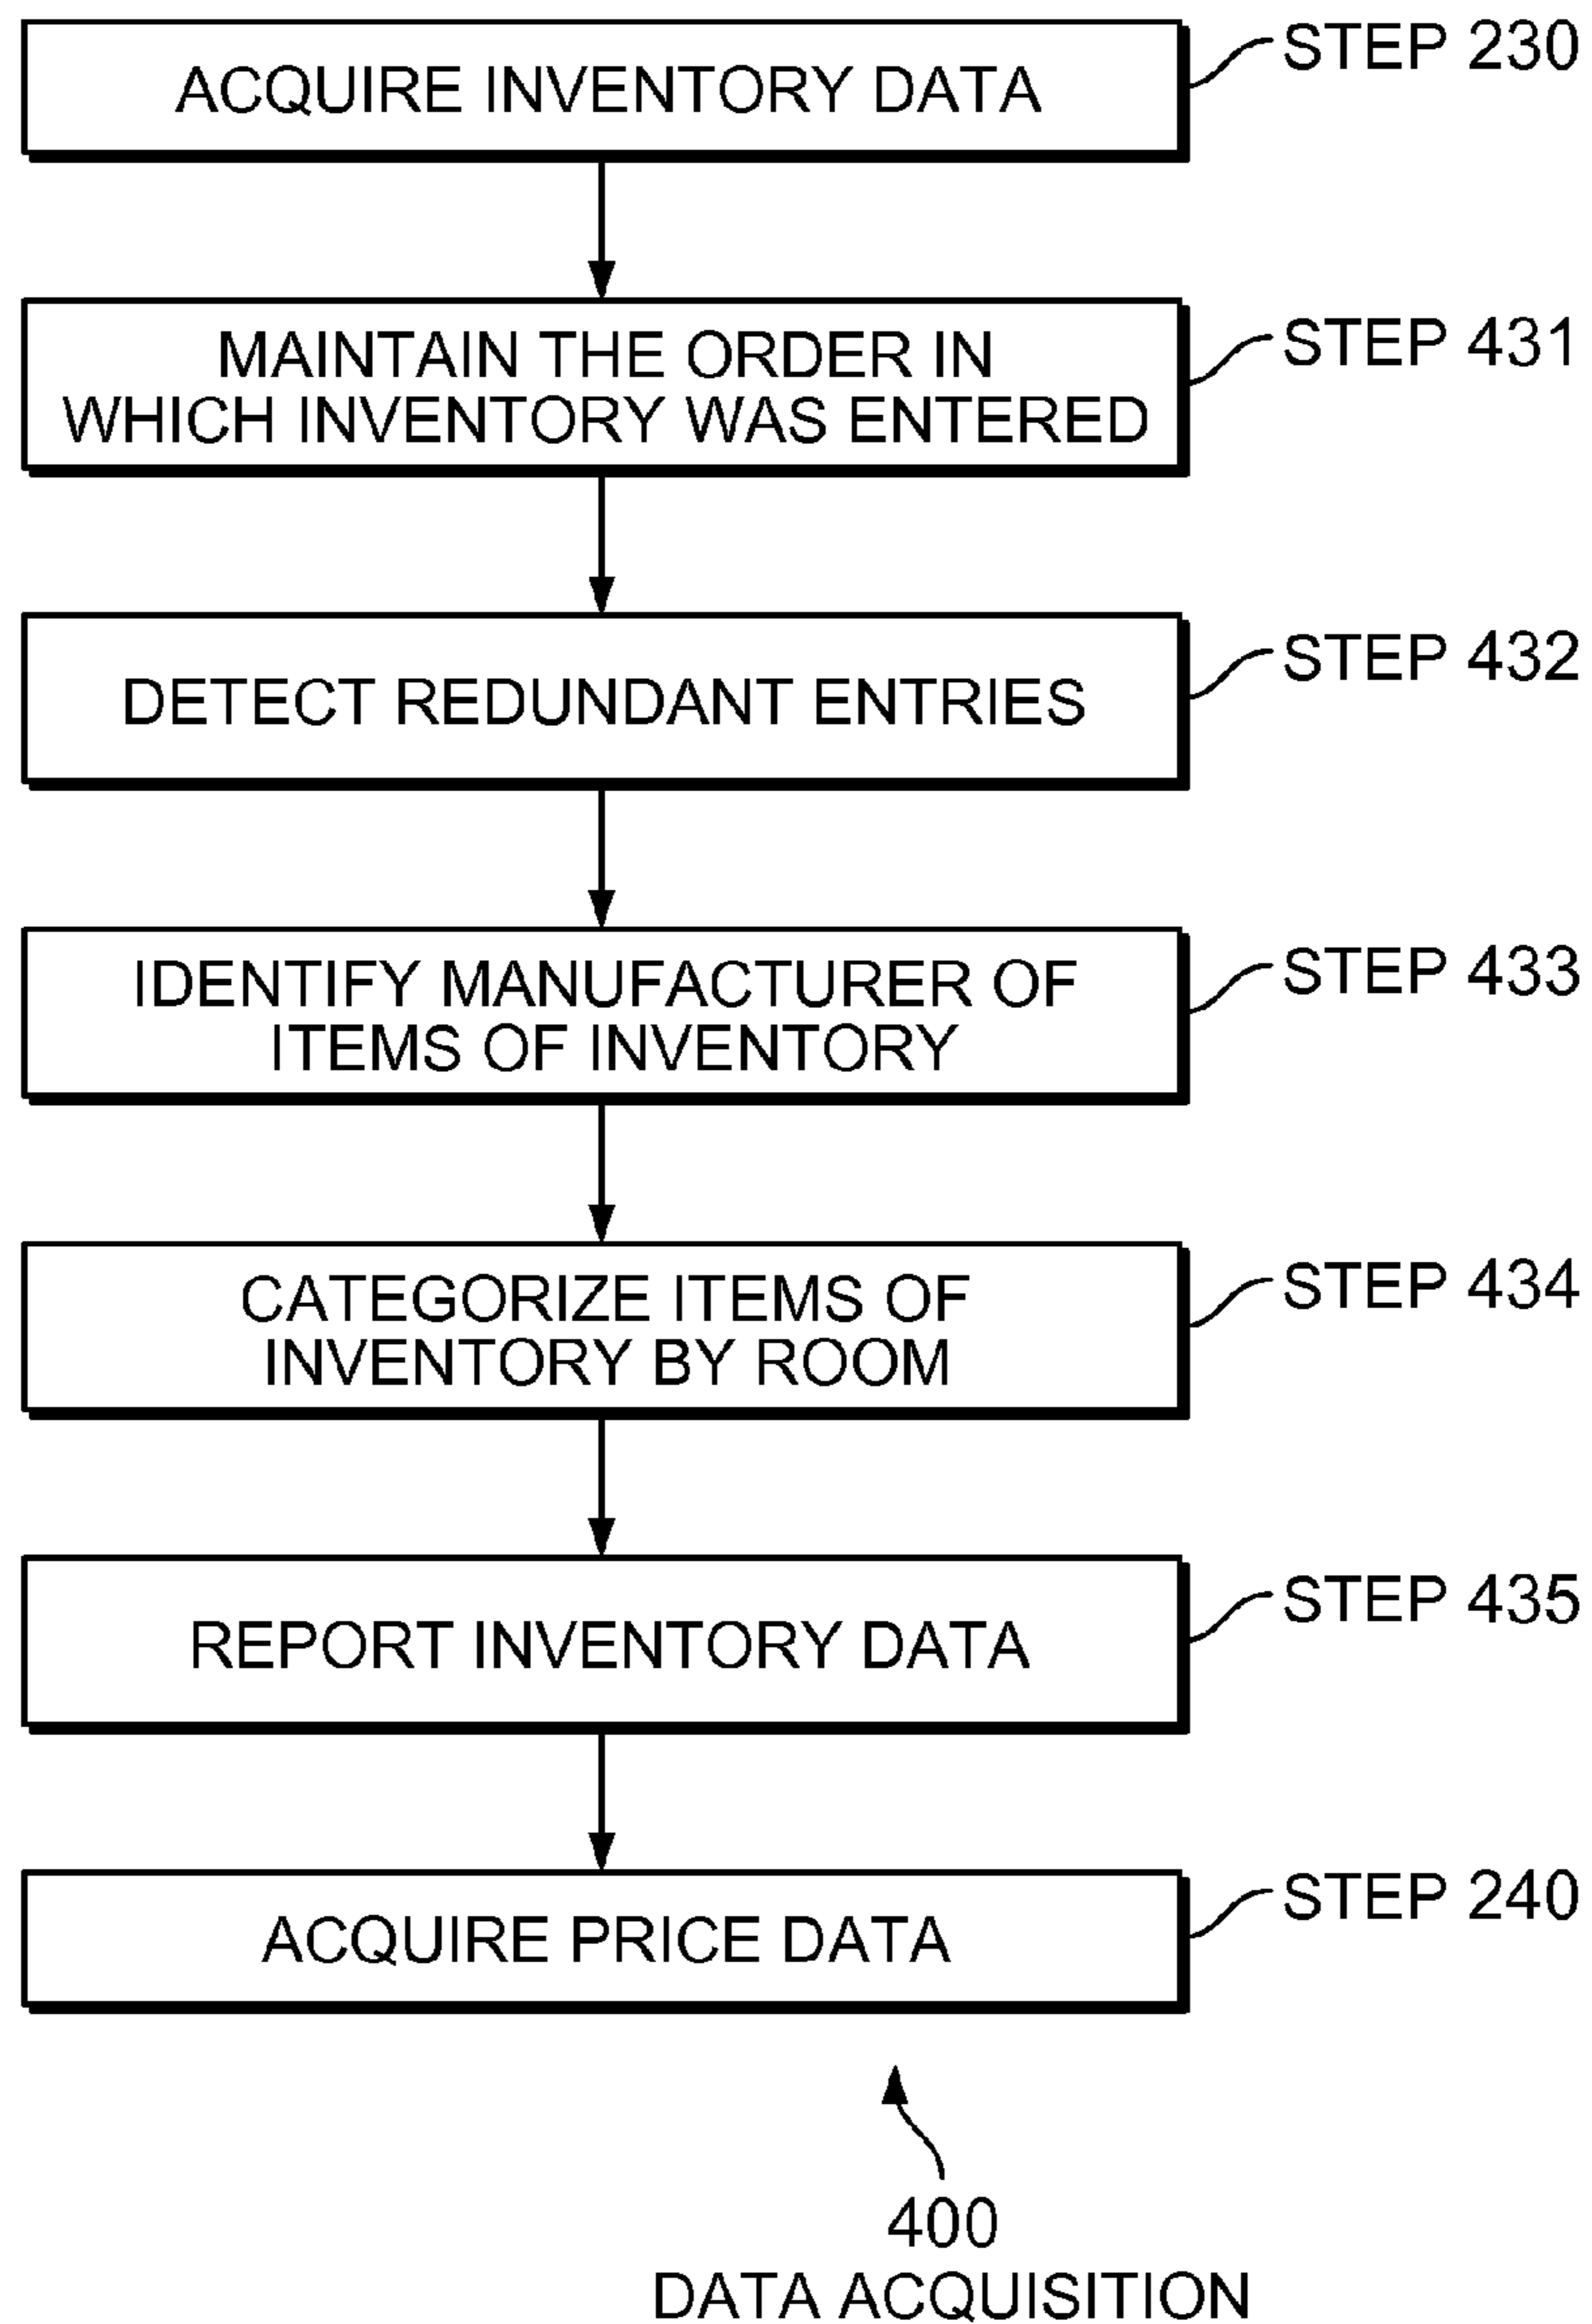 ACQUIRE INVENTORY DATA
STEP 230
MAINTAIN THE ORDER IN
WHICH INVENTORY WAS ENTERED
STEP 431
DETECT REDUNDANT ENTRIES
STEP 432
IDENTIFY MANUFACTURER OF
ITEMS OF INVENTORY
STEP 433
CATEGORIZE ITEMS OF
INVENTORY BY ROOM
STEP 434
REPORT INVENTORY DATA
STEP 435
ACQUIRE PRICE DATA
STEP 240
400
DATA ACQUISITION